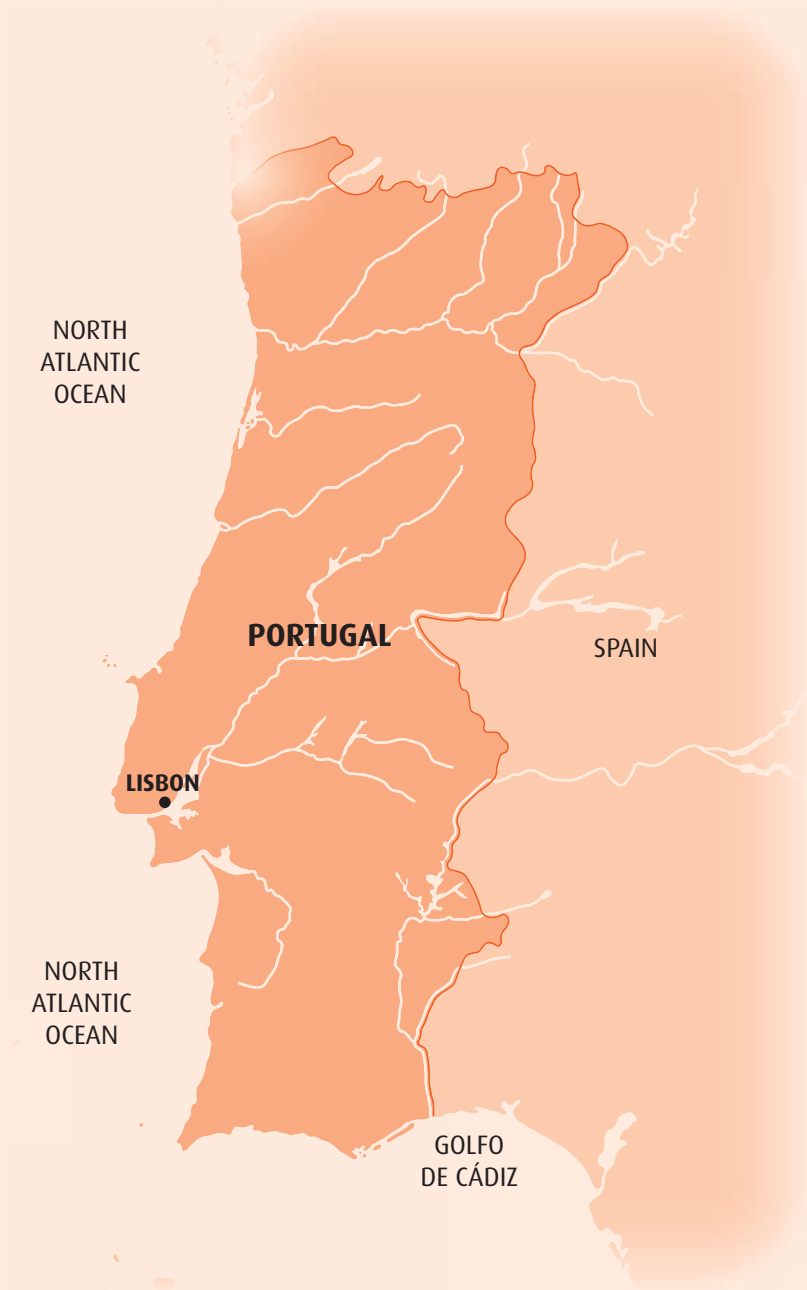 NORTH
ATLANTIC
OCEAN
PORTUGAL
SPAIN
LISBON
NORTH
ATLANTIC
OCEAN
GOLFO
DE CÁDIZ